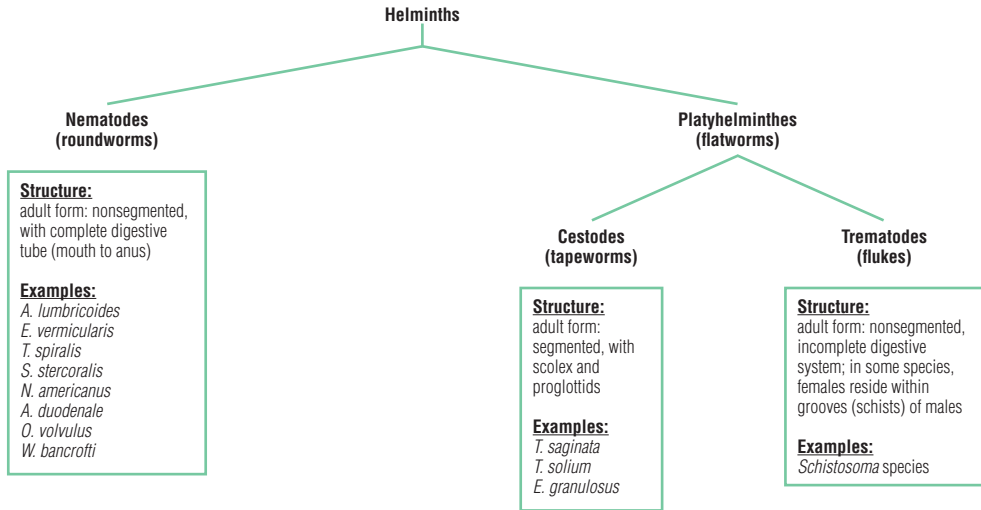 Helminths
Nematodes
(roundworms)
Structure:
adult form: nonsegmented,
with complete digestive
tube (mouth to anus)
Examples:
A. lumbricoides
E. vermicularis
T. spiralis
S. stercoralis
N. americanus
A. duodenale
O. volvulus
W. bancrofti
Platyhelminthes
(flatworms)
Cestodes
(tapeworms)
Structure:
adult form:
segmented, with
scolex and
proglottids
Examples:
T. saginata
T. solium
E. granulosus
Trematodes
(flukes)
Structure:
adult form: nonsegmented,
incomplete digestive
system; in some species,
females reside within
grooves (schists) of males
Examples:
Schistosoma species